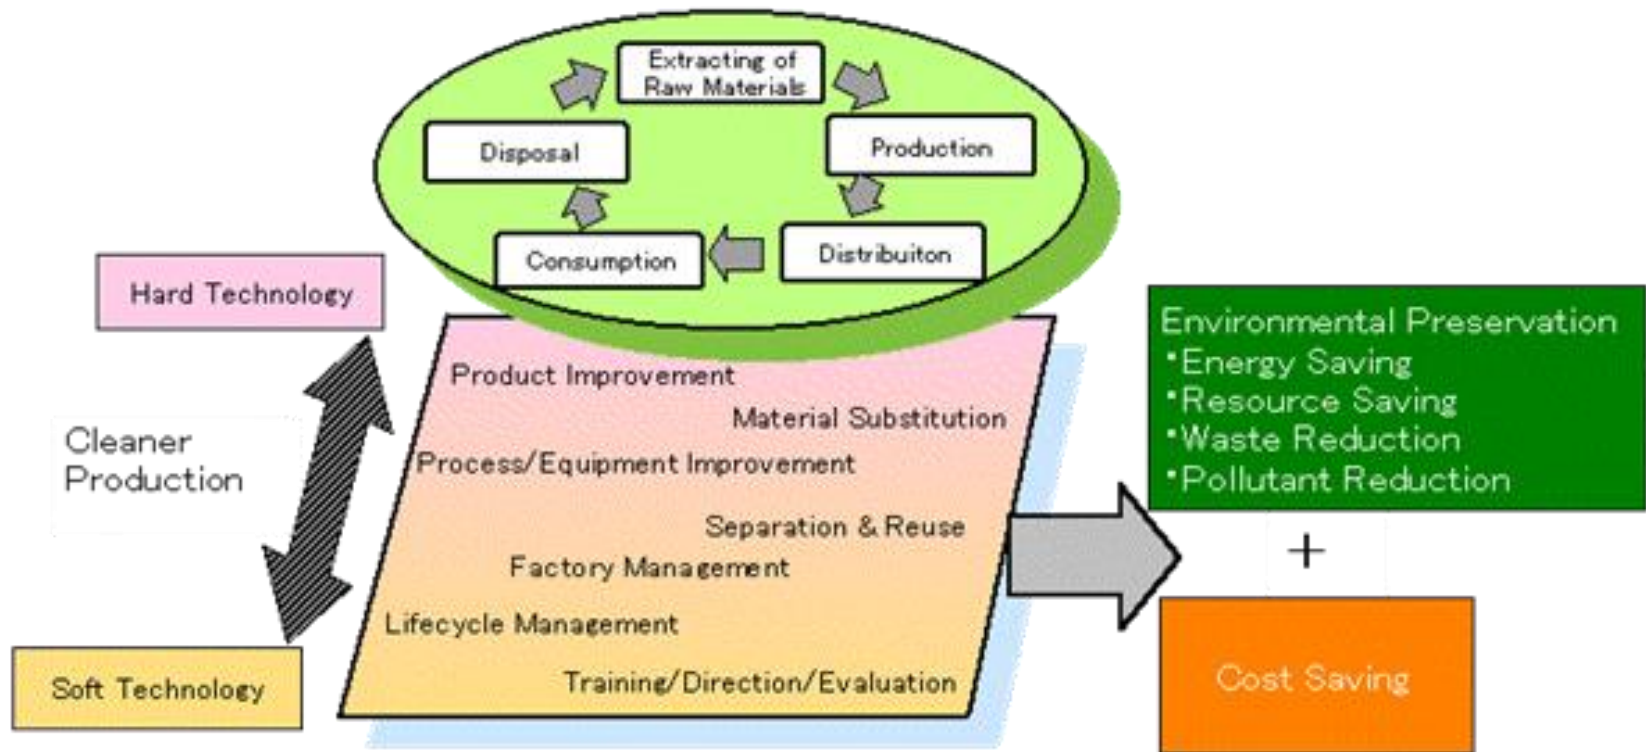 Extracting of
Raw Materials
Disposal
Production
Consumption
Distribuiton
Hard Technology
Cleaner
Production
Soft Technology
Product Improvement
Material Substitution
Process/Equipment Improvement
Separation & Reuse
Factory Management
Lifecycle Management
Training/Direction/Evaluation
Environmental Preservation
・Energy Saving
・Resource Saving
・Waste Reduction
・Pollutant Reduction
+
Cost Saving